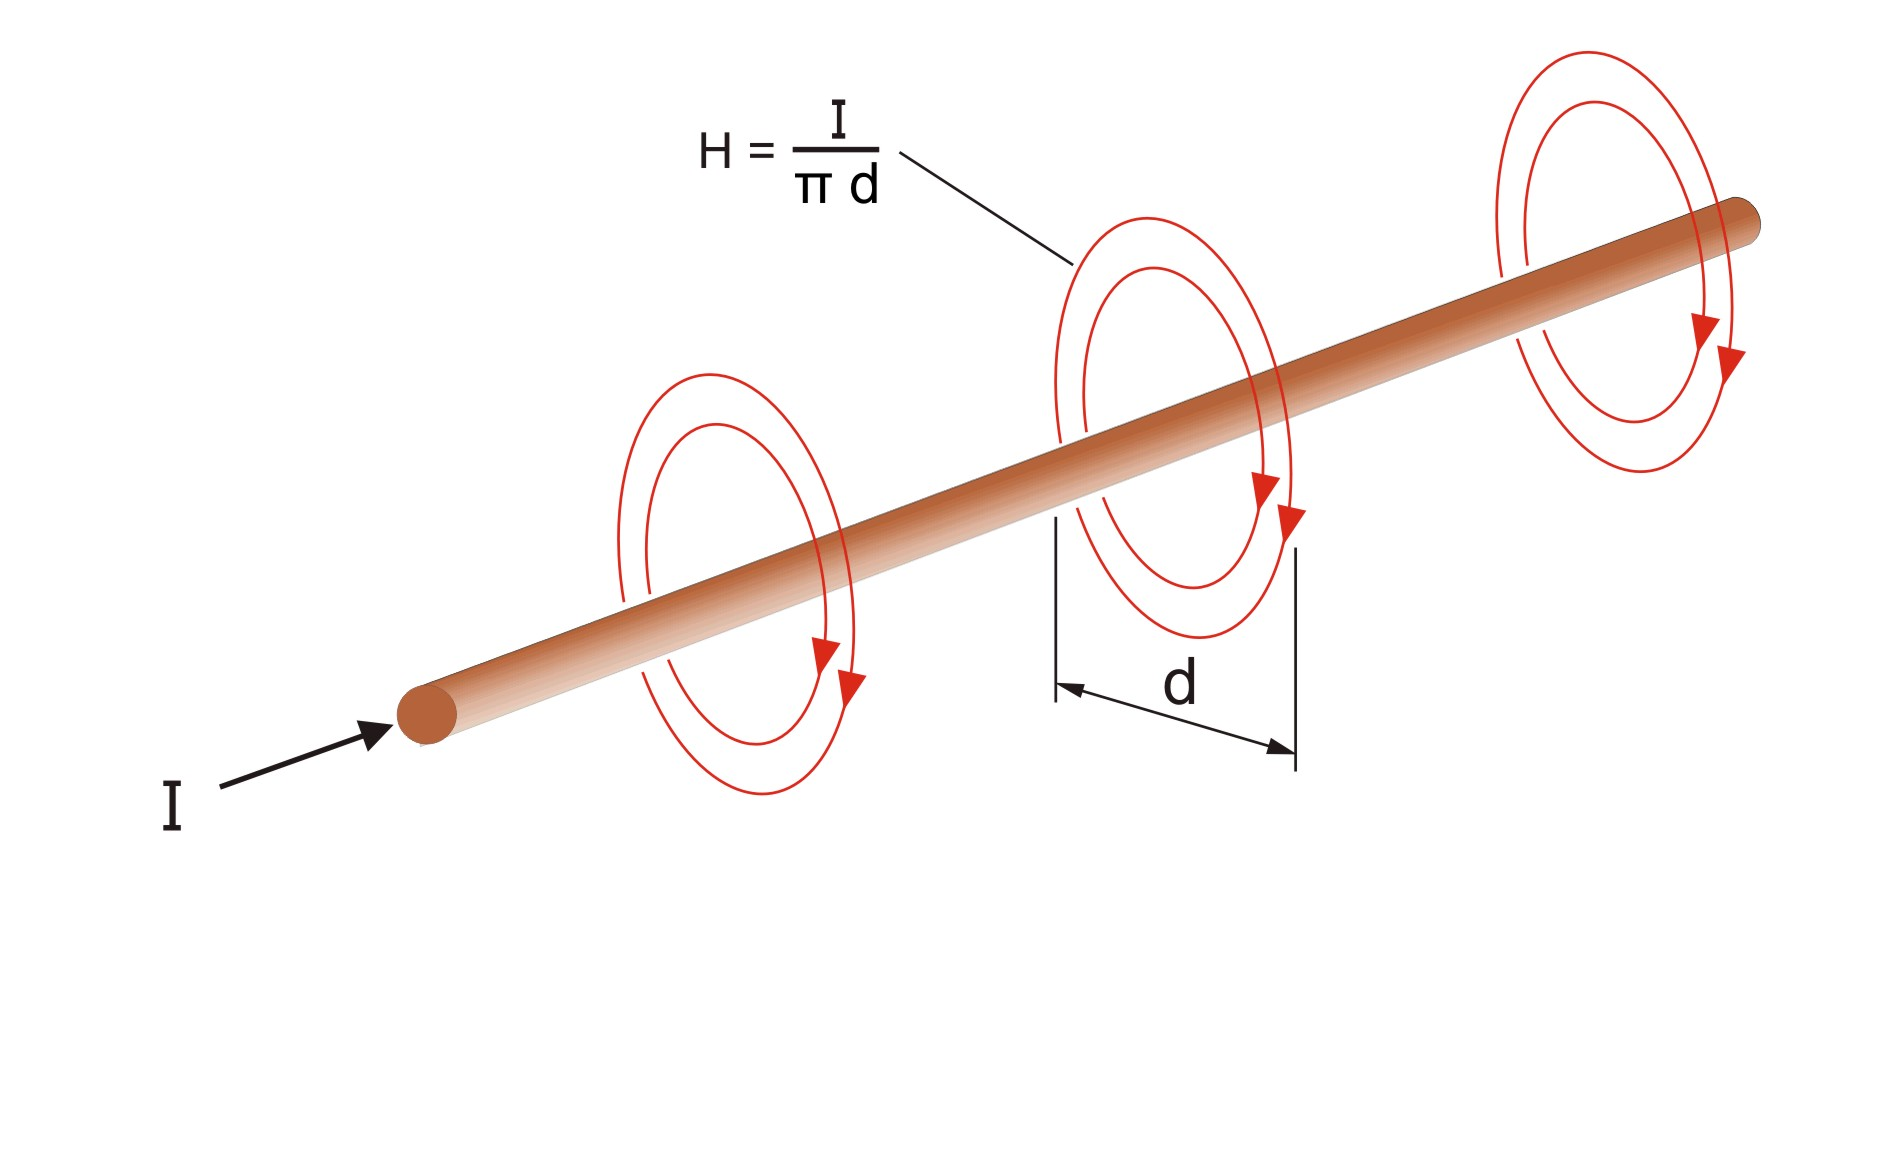 H = I / π d
d
I